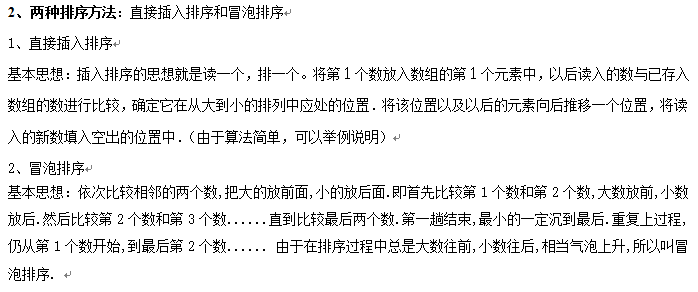 2、两种排序方法：直接插入排序和冒泡排序
1、直接插入排序
基本思想：插入排序的思想就是读一个，排一个。将第１个数放入数组的第１个元素中，以后读入的数与已存入
数组的数进行比较，确定它在从大到小的排列中应处的位置．将该位置以及以后的元素向后推移一个位置，将读
入的新数填入空出的位置中．（由于算法简单，可以举例说明）
2、冒泡排序
基本思想：依次比较相邻的两个数,把大的放前面,小的放后面.即首先比较第1个数和第2个数,大数放前,小数
放后.然后比较第2个数和第3个数......直到比较最后两个数.第一趟结束,最小的一定沉到最后.重复上过程,
仍从第1个数开始,到最后第2个数...... 由于在排序过程中总是大数往前,小数往后,相当气泡上升,所以叫冒
泡排序.